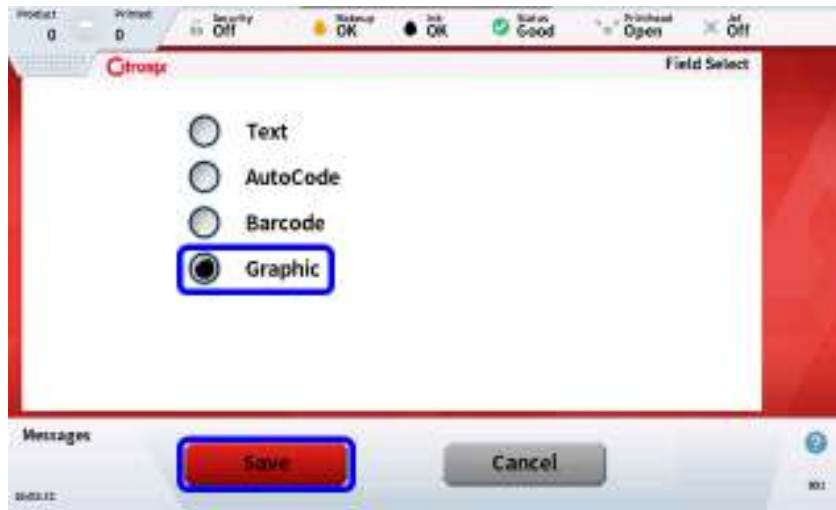 Product
0
Printed
0
Security
Off
Makeup
OK
Ink
OK
Status
Good
Printhead
Open
Jet
Off
Citronix
Field Select
Text
AutoCode
Barcode
Graphic
Messages
Save
Cancel